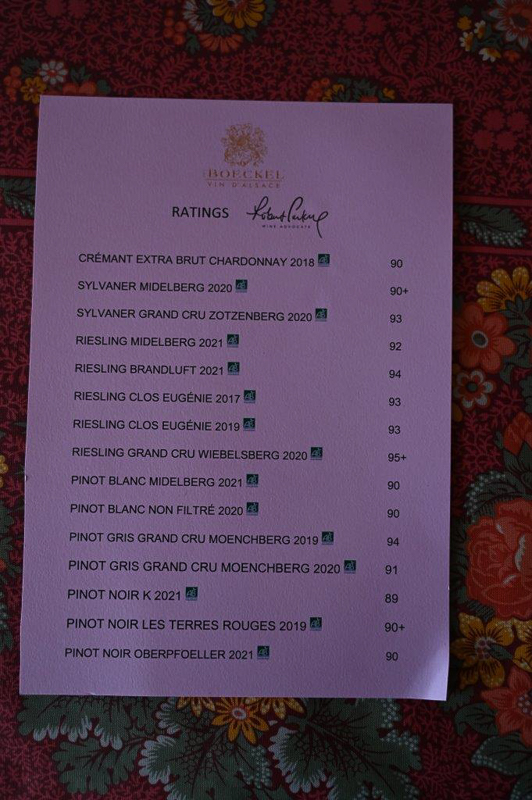 BOECKEL
VIN D'ALSACE
RATINGS Robert Parker
WINE ADVOCATE
CRÉMANT EXTRA BRUT CHARDONNAY 2018 90
SYLVANER MIDELBERG 2020 90+
SYLVANER GRAND CRU ZOTZENBERG 2020 93
RIESLING MIDELBERG 2021 92
RIESLING BRANDLUFT 2021 94
RIESLING CLOS EUGÉNIE 2017 93
RIESLING CLOS EUGÉNIE 2019 93
RIESLING GRAND CRU WIEBELSBERG 2020 95+
PINOT BLANC MIDELBERG 2021 90
PINOT BLANC NON FILTRÉ 2020 90
PINOT GRIS GRAND CRU MOENCHBERG 2019 94
PINOT GRIS GRAND CRU MOENCHBERG 2020 91
PINOT NOIR K 2021 89
PINOT NOIR LES TERRES ROUGES 2019 90+
PINOT NOIR OBERPFOELLER 2021 90